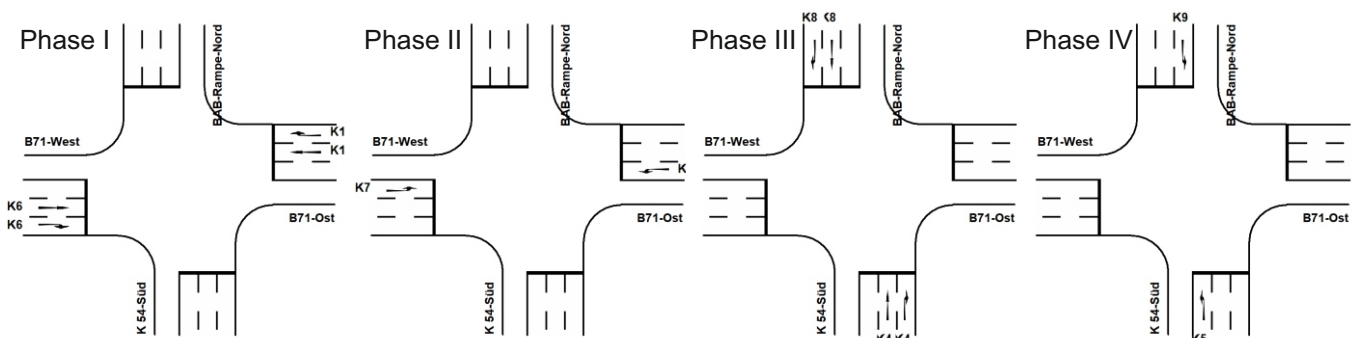 Phase I
BAB-Rampe-Nord
K1
K1
B71-West
K6
K6
K 54-Süd
B71-Ost
Phase II
BAB-Rampe-Nord
B71-West
K
K7
K 54-Süd
B71-Ost
Phase III
K8
BAB-Rampe-Nord
B71-West
K 54-Süd
B71-Ost
Phase IV
K9
BAB-Rampe-Nord
B71-West
K 54-Süd
B71-Ost